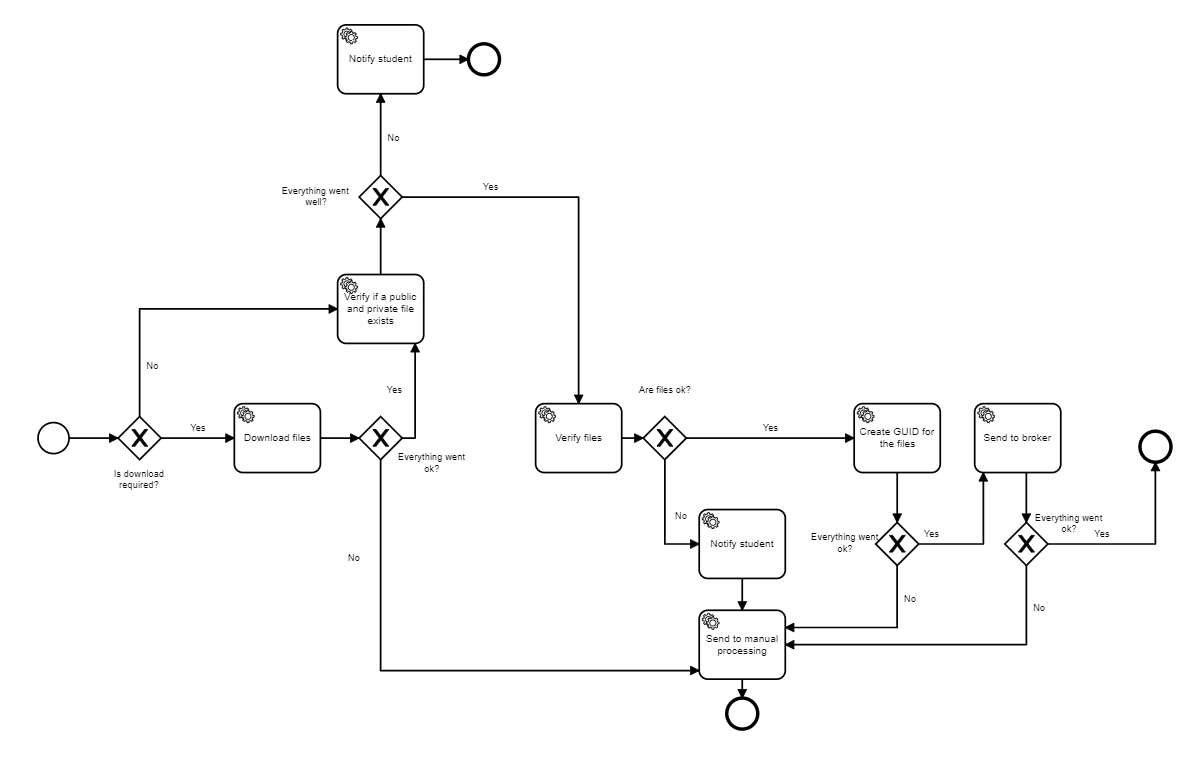 Notify student
No
Everything went
well?
Yes
Verify if a public
and private file
exists
No
Yes
Are files ok?
Yes
Download files
Is download
required?
Everything went
ok?
Verify files
Yes
Create GUID for
the files
Send to broker
No
Notify student
Everything went
ok?
Yes
Everything went
ok?
Yes
No
No
No
Send to manual
processing